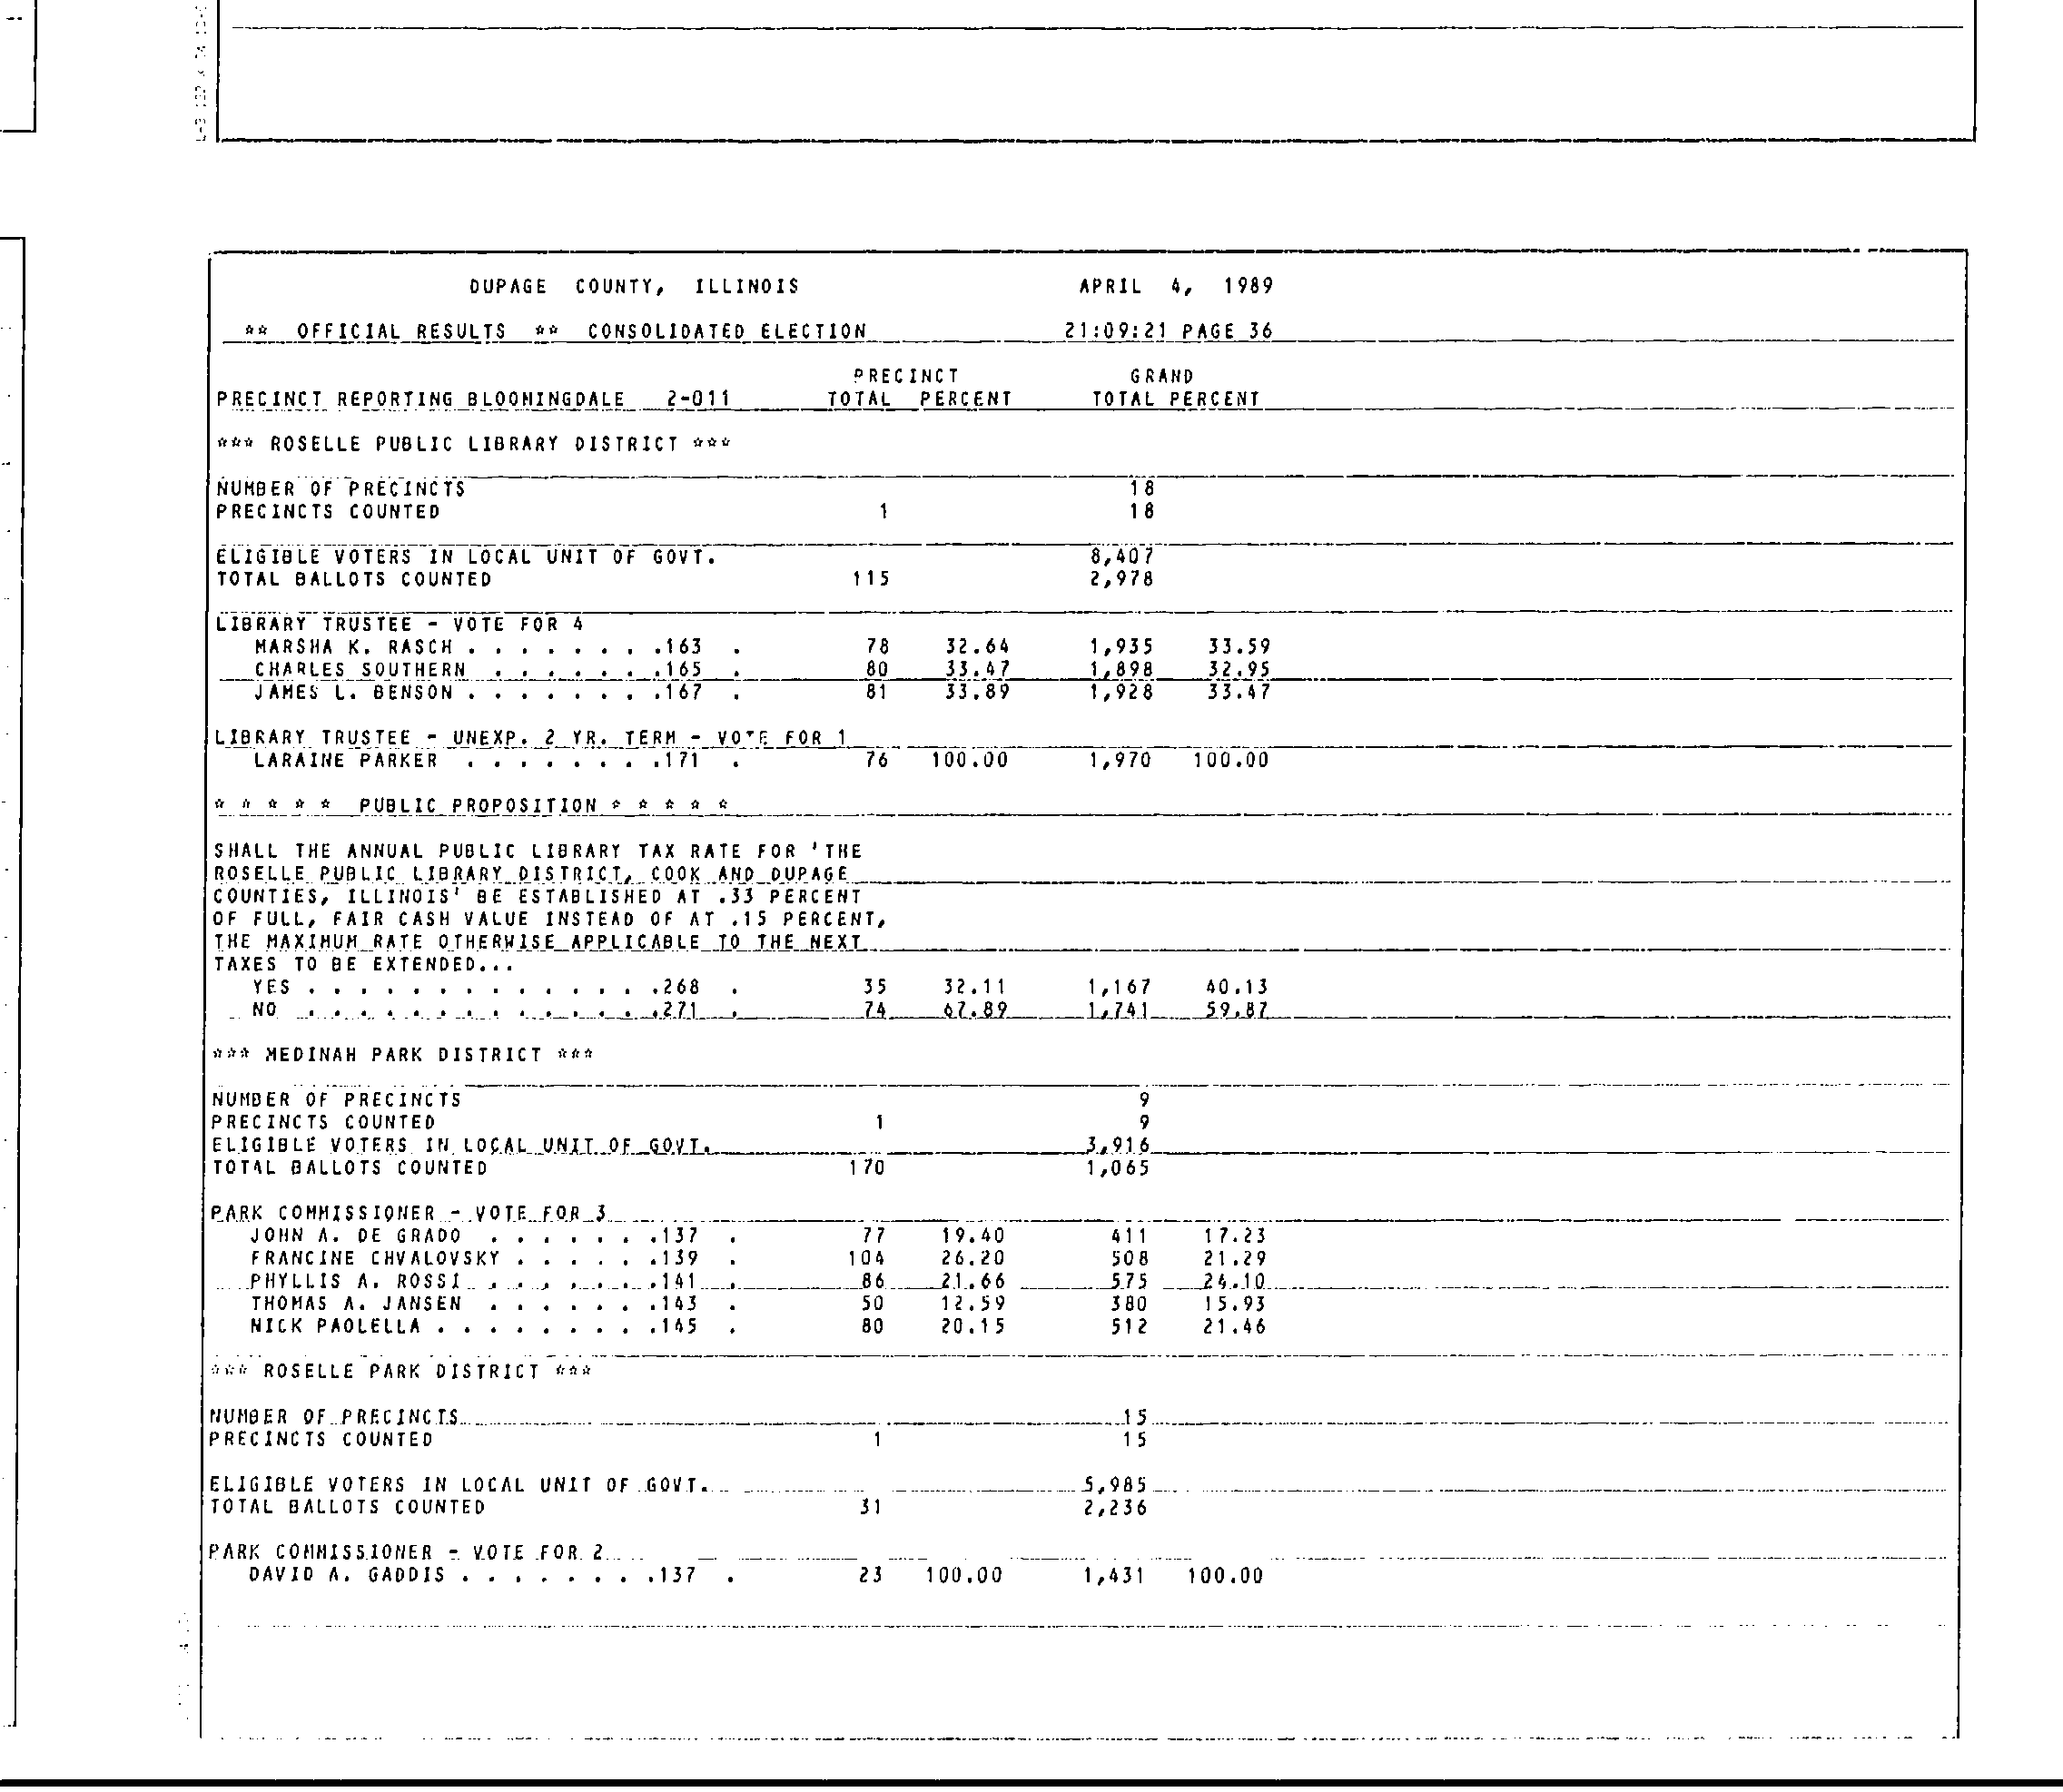 DUPAGE COUNTY, ILLINOIS APRIL 4, 1989
** OFFICIAL RESULTS ** CONSOLIDATED ELECTION 21:09:21 PAGE 36
PRECINCT GRAND
PRECINCT REPORTING BLOOMINGDALE 2-011 TOTAL PERCENT TOTAL PERCENT
*** ROSELLE PUBLIC LIBRARY DISTRICT ***
NUMBER OF PRECINCTS 18
PRECINCTS COUNTED 1 18
ELIGIBLE VOTERS IN LOCAL UNIT OF GOVT. 8,407
TOTAL BALLOTS COUNTED 115 2,978
LIBRARY TRUSTEE - VOTE FOR 4
MARSHA K. RASCH . . . . . . . .163 . 78 32.64 1,935 33.59
CHARLES SOUTHERN . . . . . . .165 . 80 33.47 1,898 32.95
JAMES L. BENSON . . . . . . . .167 . 81 33.89 1,928 33.47
LIBRARY TRUSTEE - UNEXP. 2 YR. TERM - VOTE FOR 1
LARAINE PARKER . . . . . . . .171 . 76 100.00 1,970 100.00
* * * * * PUBLIC PROPOSITION * * * * *
SHALL THE ANNUAL PUBLIC LIBRARY TAX RATE FOR 'THE
ROSELLE PUBLIC LIBRARY DISTRICT, COOK AND DUPAGE
COUNTIES, ILLINOIS' BE ESTABLISHED AT .33 PERCENT
OF FULL, FAIR CASH VALUE INSTEAD OF AT .15 PERCENT,
THE MAXIMUM RATE OTHERWISE APPLICABLE TO THE NEXT
TAXES TO BE EXTENDED...
YES . . . . . . . . . . . . . .268 . 35 32.11 1,167 40.13
NO . . . . . . . . . . . . . .271 . 74 67.89 1,741 59.87
*** MEDINAH PARK DISTRICT ***
NUMBER OF PRECINCTS 9
PRECINCTS COUNTED 1 9
ELIGIBLE VOTERS IN LOCAL UNIT OF GOVT. 3,916
TOTAL BALLOTS COUNTED 170 1,065
PARK COMMISSIONER - VOTE FOR 3
JOHN A. DE GRADO . . . . . . .137 . 77 19.40 411 17.23
FRANCINE CHVALOVSKY . . . . . .139 . 104 26.20 508 21.29
PHYLLIS A. ROSSI . . . . . . .141 . 86 21.66 575 24.10
THOMAS A. JANSEN . . . . . . .143 . 50 12.59 380 15.93
NICK PAOLELLA . . . . . . . . .145 . 80 20.15 512 21.46
*** ROSELLE PARK DISTRICT ***
NUMBER OF PRECINCTS 15
PRECINCTS COUNTED 1 15
ELIGIBLE VOTERS IN LOCAL UNIT OF GOVT. 5,985
TOTAL BALLOTS COUNTED 31 2,236
PARK COMMISSIONER - VOTE FOR 2
DAVID A. GADDIS . . . . . . . .137 . 23 100.00 1,431 100.00